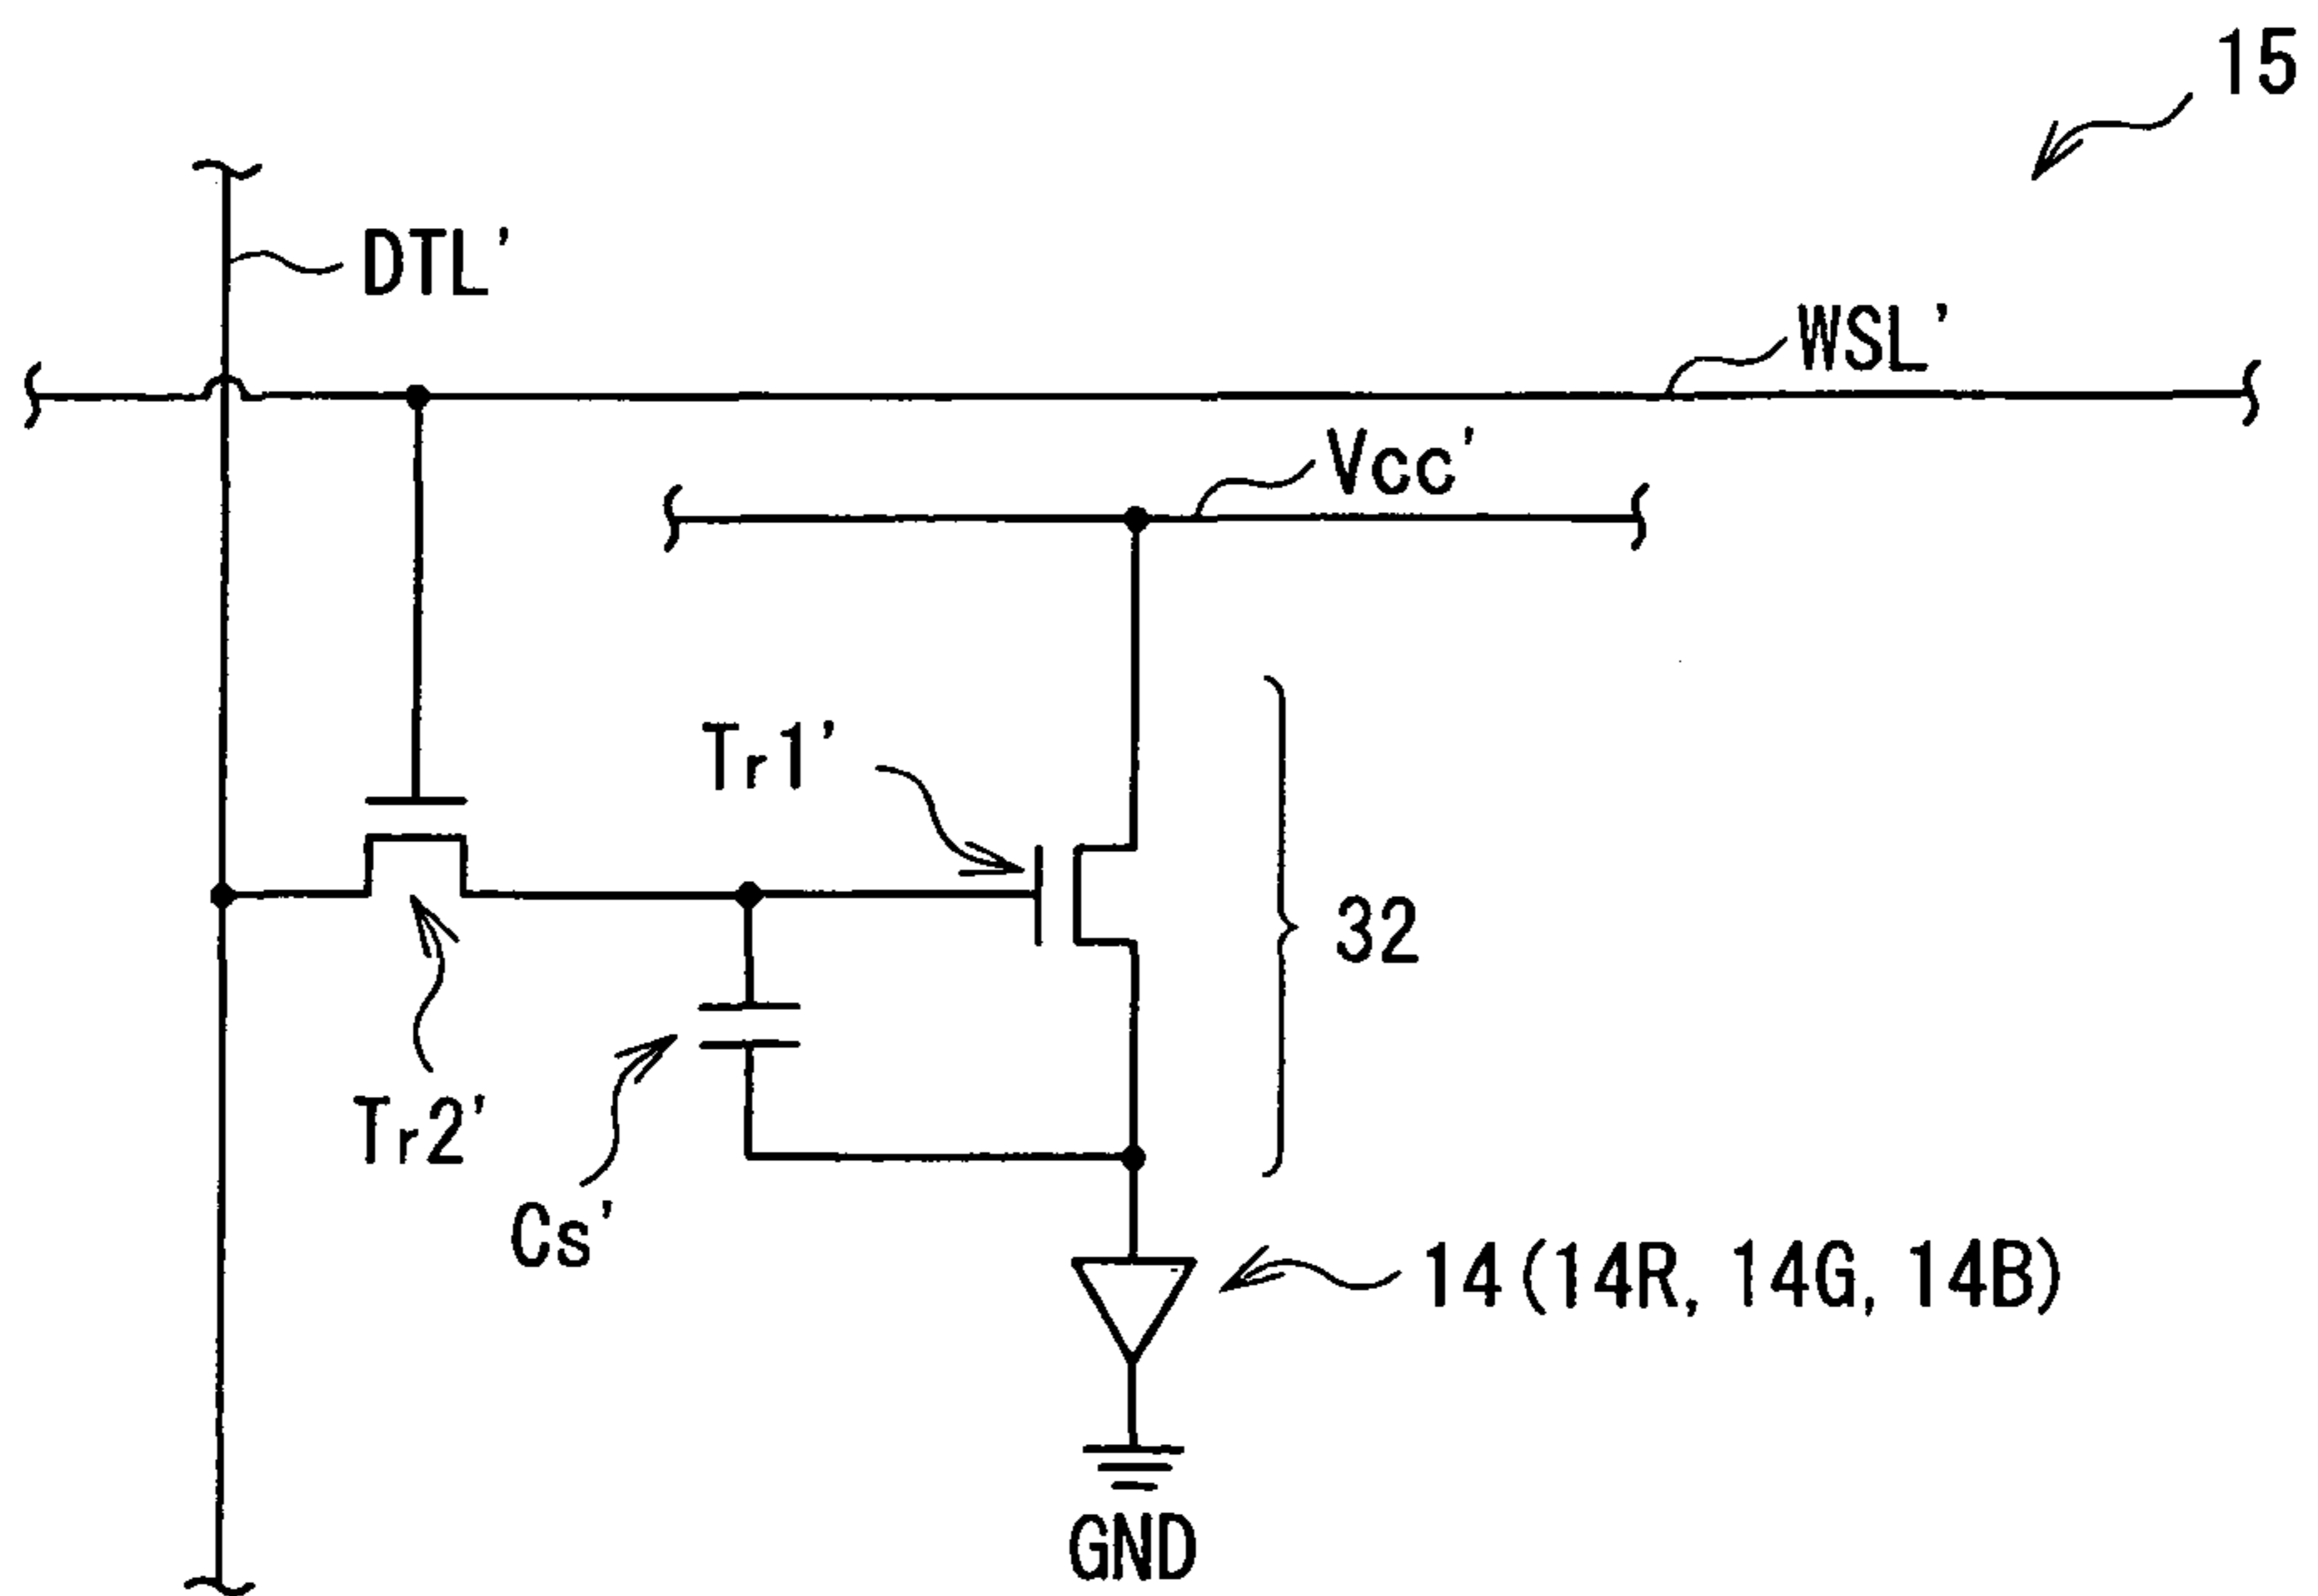 15
DTL'
WSL'
Vcc'
Tr1'
32
Tr2'
Cs'
14(14R, 14G, 14B)
GND